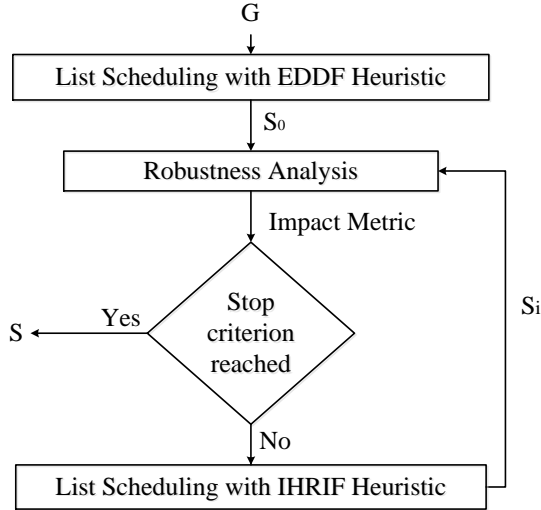 G
List Scheduling with EDDF Heuristic
S₀
Robustness Analysis
Impact Metric
Stop
criterion
reached
Yes
S
Si
No
List Scheduling with IHRIF Heuristic